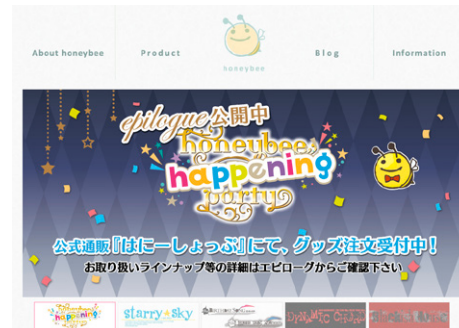 About honeybee
Product
honeybee
Blog
Information
epilogue公開中
honeybee
happening
party
公式通販『はにーしょっぷ』にて、グッズ注文受付中！
お取り扱いラインナップ等の詳細はエピローグからご確認下さい
happening!
starry☆sky